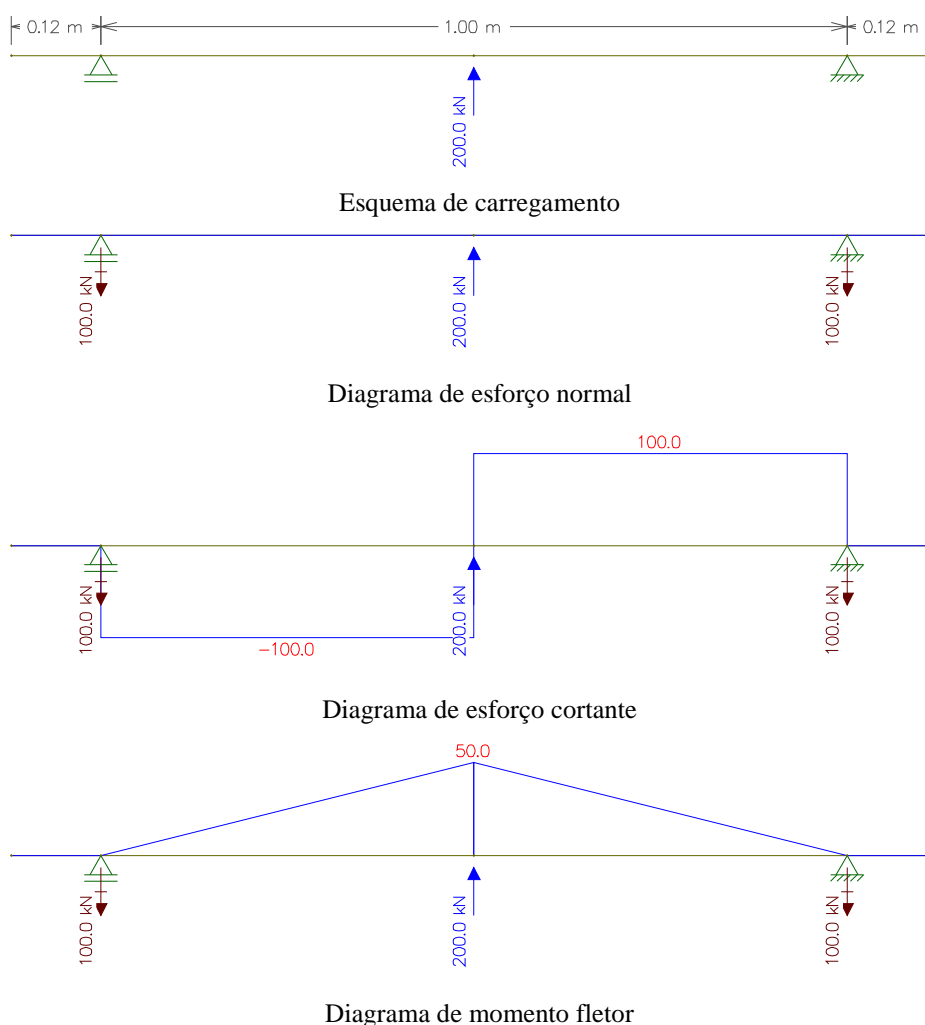 0.12 m 1.00 m 0.12 m
200.0 kN
Esquema de carregamento
100.0 kN 200.0 kN 100.0 kN
Diagrama de esforço normal
100.0
100.0 kN 200.0 kN 100.0 kN
-100.0
Diagrama de esforço cortante
50.0
100.0 kN 200.0 kN 100.0 kN
Diagrama de momento fletor